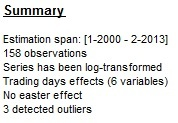 Summary
Estimation span: [1-2000 - 2-2013]
158 observations
Series has been log-transformed
Trading days effects (6 variables)
No easter effect
3 detected outliers